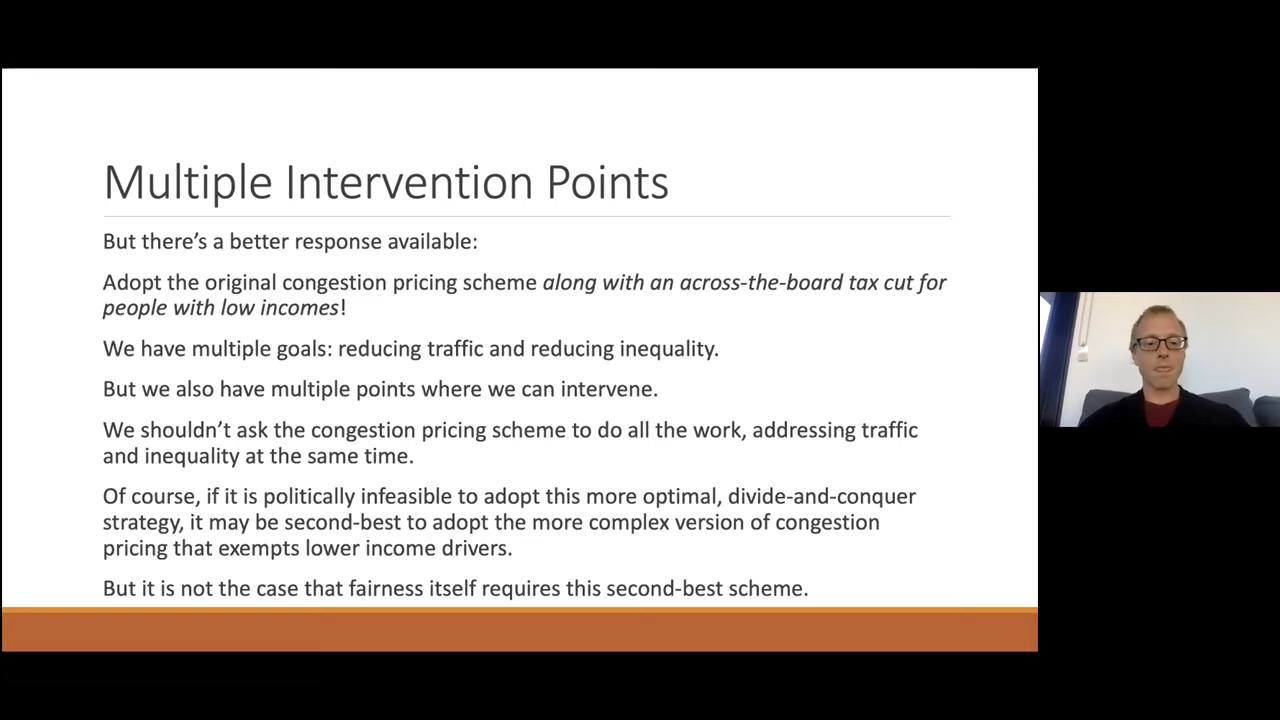 Multiple Intervention Points
But there’s a better response available:
Adopt the original congestion pricing scheme along with an across-the-board tax cut for
people with low incomes!
We have multiple goals: reducing traffic and reducing inequality.
But we also have multiple points where we can intervene.
We shouldn’t ask the congestion pricing scheme to do all the work, addressing traffic
and inequality at the same time.
Of course, if it is politically infeasible to adopt this more optimal, divide-and-conquer
strategy, it may be second-best to adopt the more complex version of congestion
pricing that exempts lower income drivers.
But it is not the case that fairness itself requires this second-best scheme.